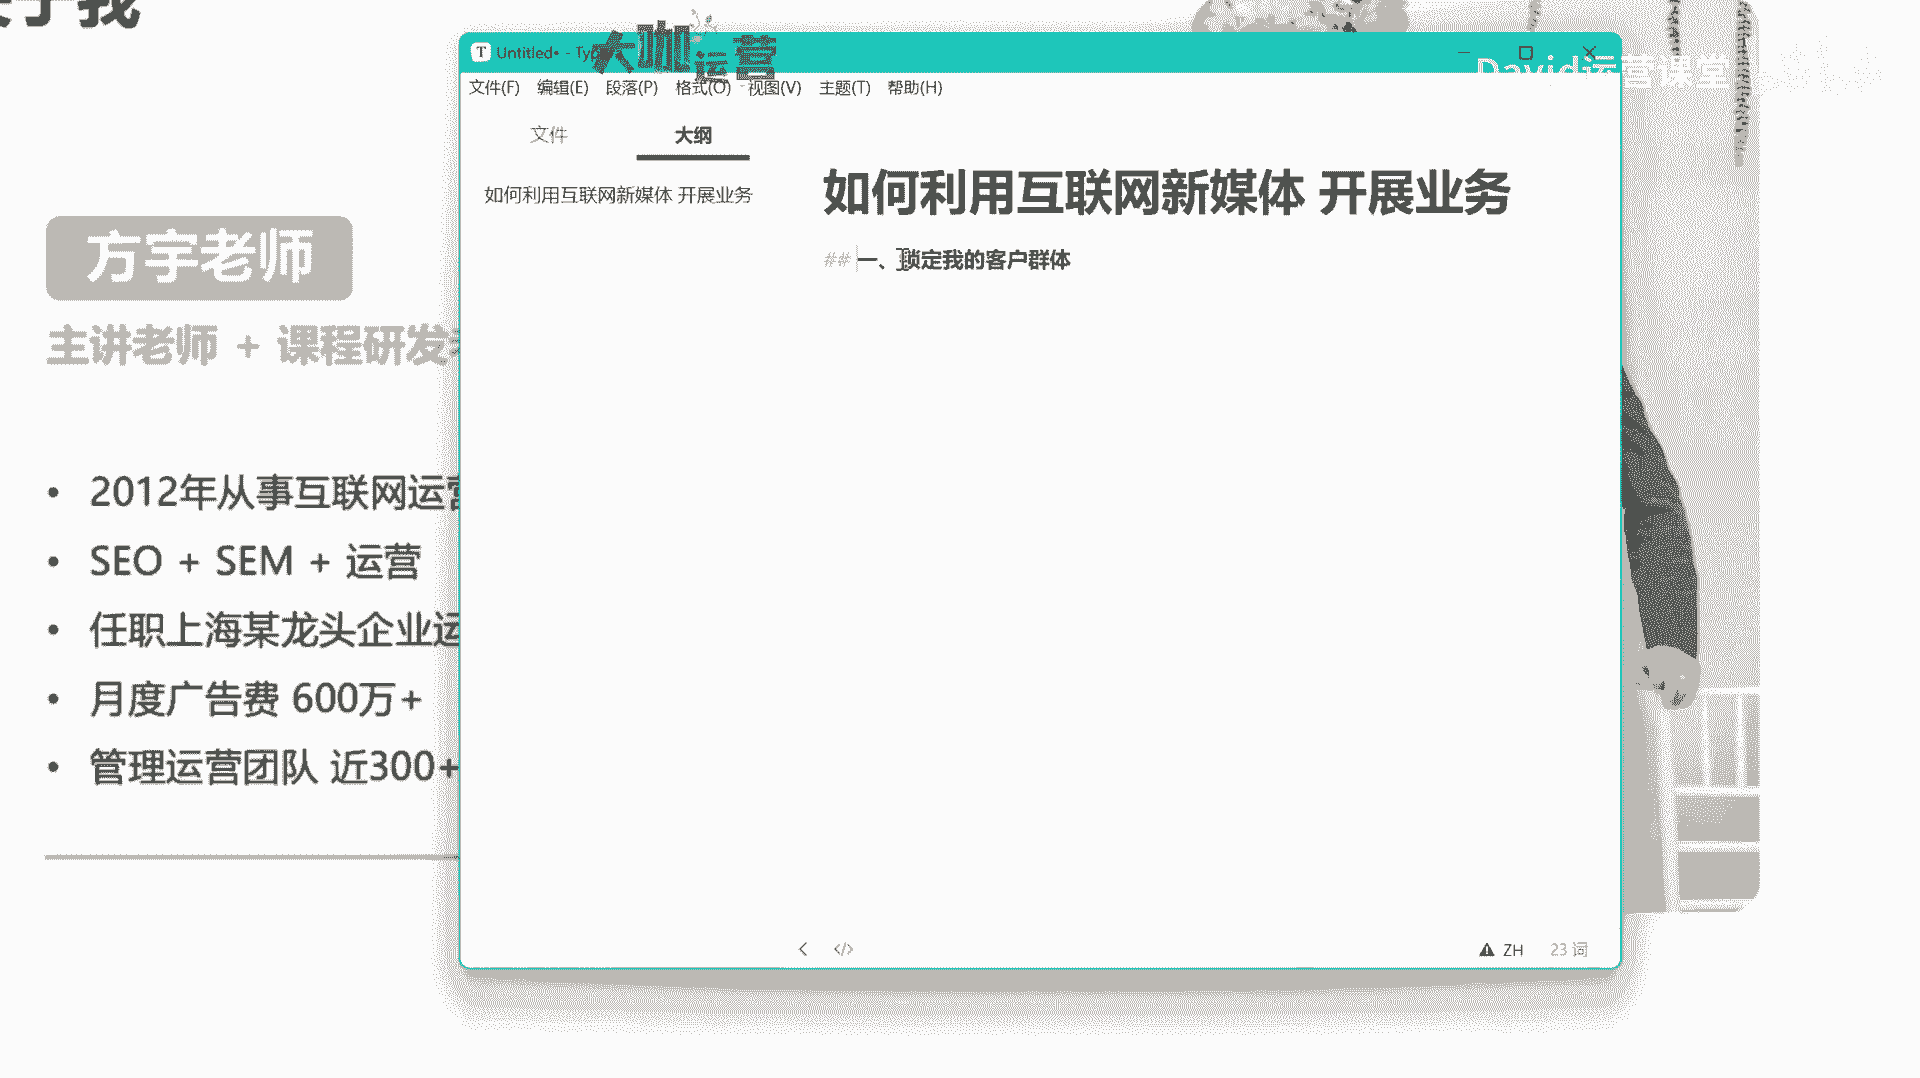 于我
方宇老师
主讲老师 + 课程研发
2012年从事互联网运营
SEO + SEM + 运营
任职上海某龙头企业运
月度广告费 600万+
管理运营团队 近300+
Untitled• - Typ
大咖运营
David运营课堂
文件(F) 编辑(E) 段落(P) 格式(O) 视图(V) 主题(T) 帮助(H)
文件 大纲
如何利用互联网新媒体 开展业务
如何利用互联网新媒体 开展业务
## 一、锁定我的客户群体
ZH 23 词